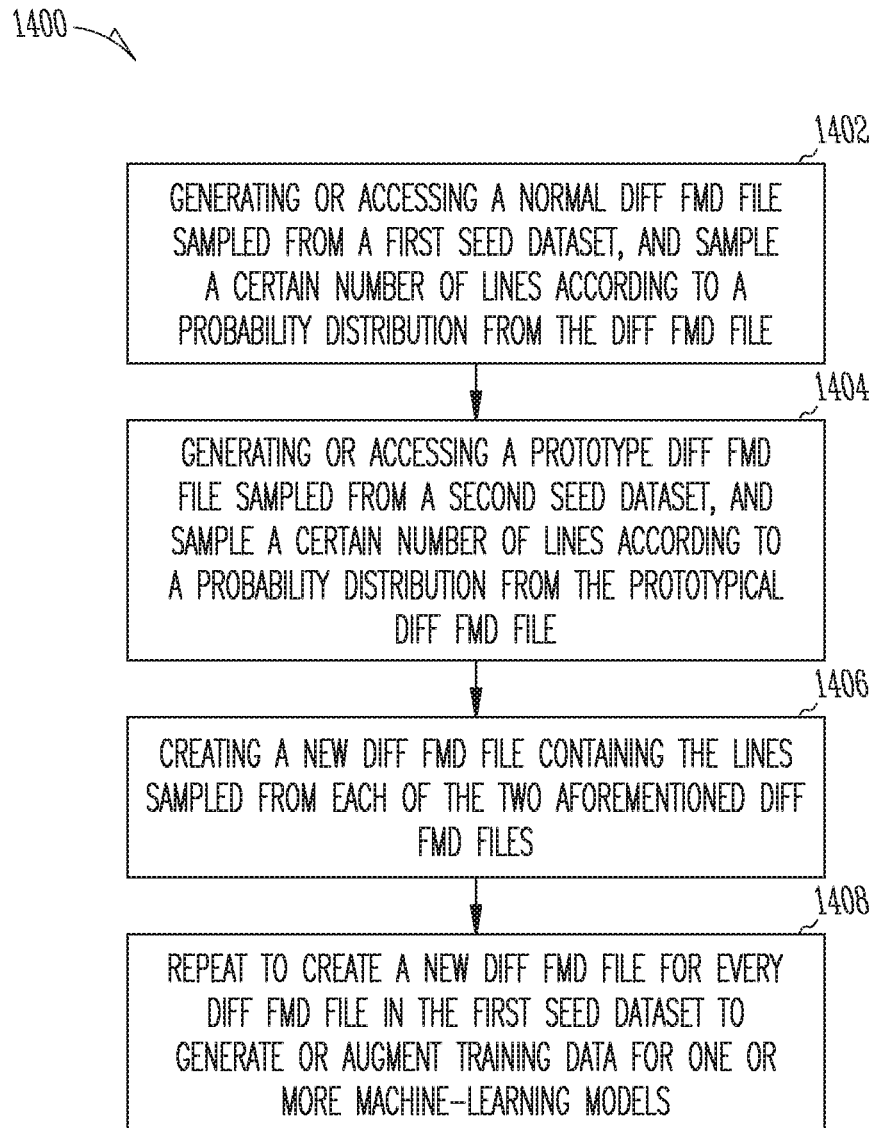 1400
1402
GENERATING OR ACCESSING A NORMAL DIFF FMD FILE
SAMPLED FROM A FIRST SEED DATASET, AND SAMPLE
A CERTAIN NUMBER OF LINES ACCORDING TO A
PROBABILITY DISTRIBUTION FROM THE DIFF FMD FILE
1404
GENERATING OR ACCESSING A PROTOTYPE DIFF FMD
FILE SAMPLED FROM A SECOND SEED DATASET, AND
SAMPLE A CERTAIN NUMBER OF LINES ACCORDING TO
A PROBABILITY DISTRIBUTION FROM THE PROTOTYPICAL
DIFF FMD FILE
1406
CREATING A NEW DIFF FMD FILE CONTAINING THE LINES
SAMPLED FROM EACH OF THE TWO AFOREMENTIONED DIFF
FMD FILES
1408
REPEAT TO CREATE A NEW DIFF FMD FILE FOR EVERY
DIFF FMD FILE IN THE FIRST SEED DATASET TO
GENERATE OR AUGMENT TRAINING DATA FOR ONE OR
MORE MACHINE-LEARNING MODELS